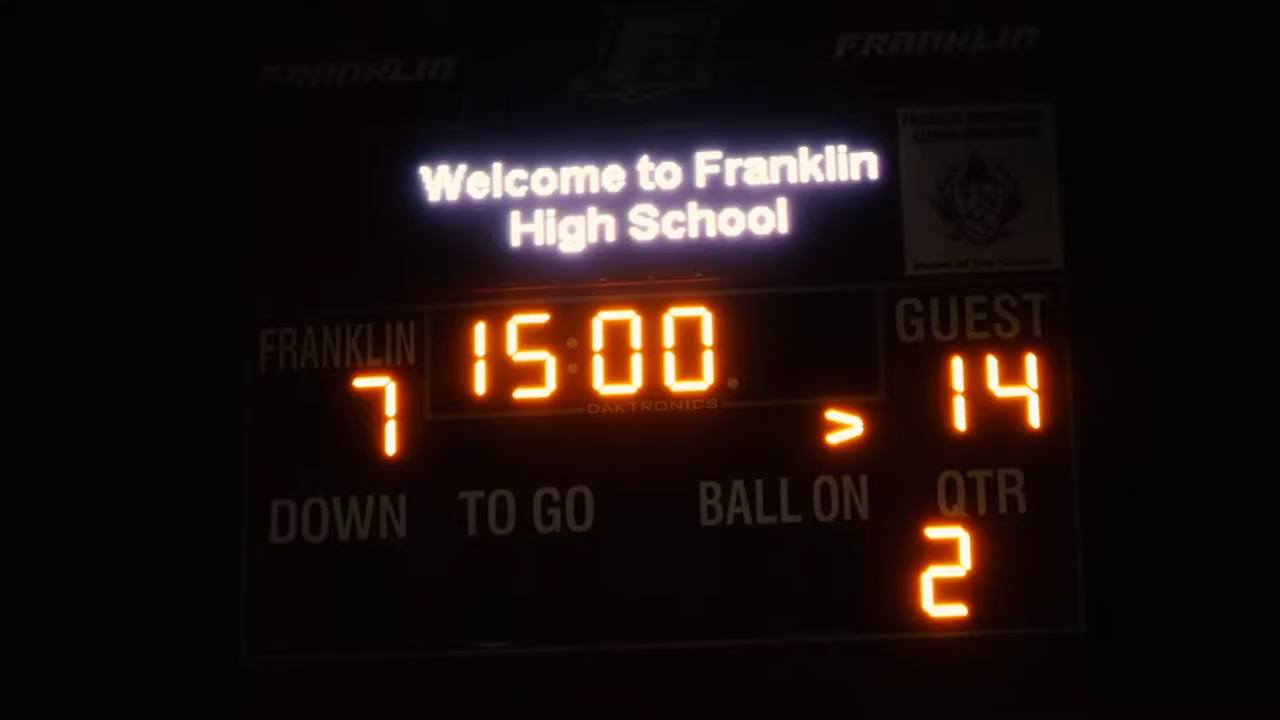 FRANKLIN
FRANKLIN
Welcome to Franklin
High School
FRANKLIN
15:00
GUEST
7
DAKTRONICS
>
14
DOWN
TO GO
BALL ON
QTR
2